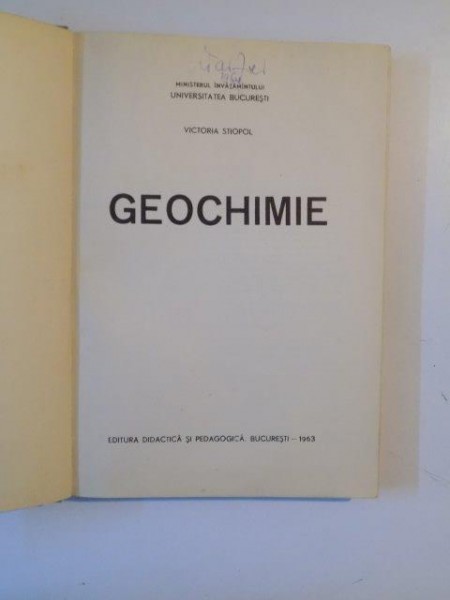 MINISTERUL ÎNVĂȚĂMÎNTULUI
UNIVERSITATEA BUCUREȘTI
VICTORIA STIOPOL
GEOCHIMIE
EDITURA DIDACTICĂ ȘI PEDAGOGICĂ BUCUREȘTI – 1963